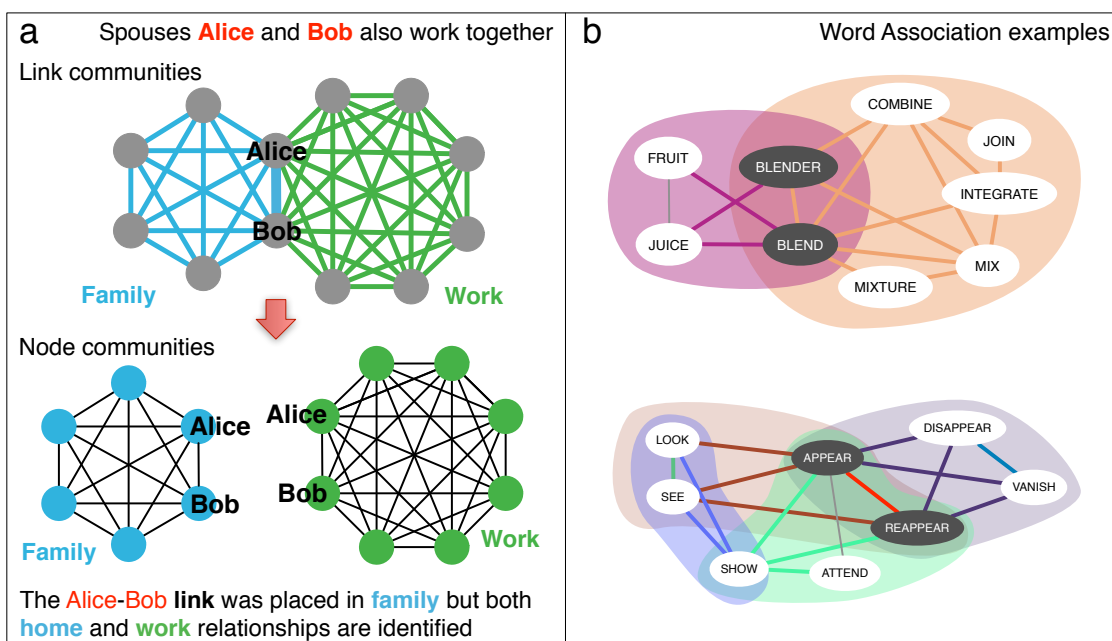 a
Spouses Alice and Bob also work together
Link communities
Alice
Bob
Family
Work
Node communities
Alice
Bob
Family
Alice
Bob
Work
The Alice-Bob link was placed in family but both
home and work relationships are identified
b
Word Association examples
COMBINE
JOIN
FRUIT
BLENDER
INTEGRATE
JUICE
BLEND
MIX
MIXTURE
DISAPPEAR
LOOK
APPEAR
VANISH
SEE
REAPPEAR
SHOW
ATTEND